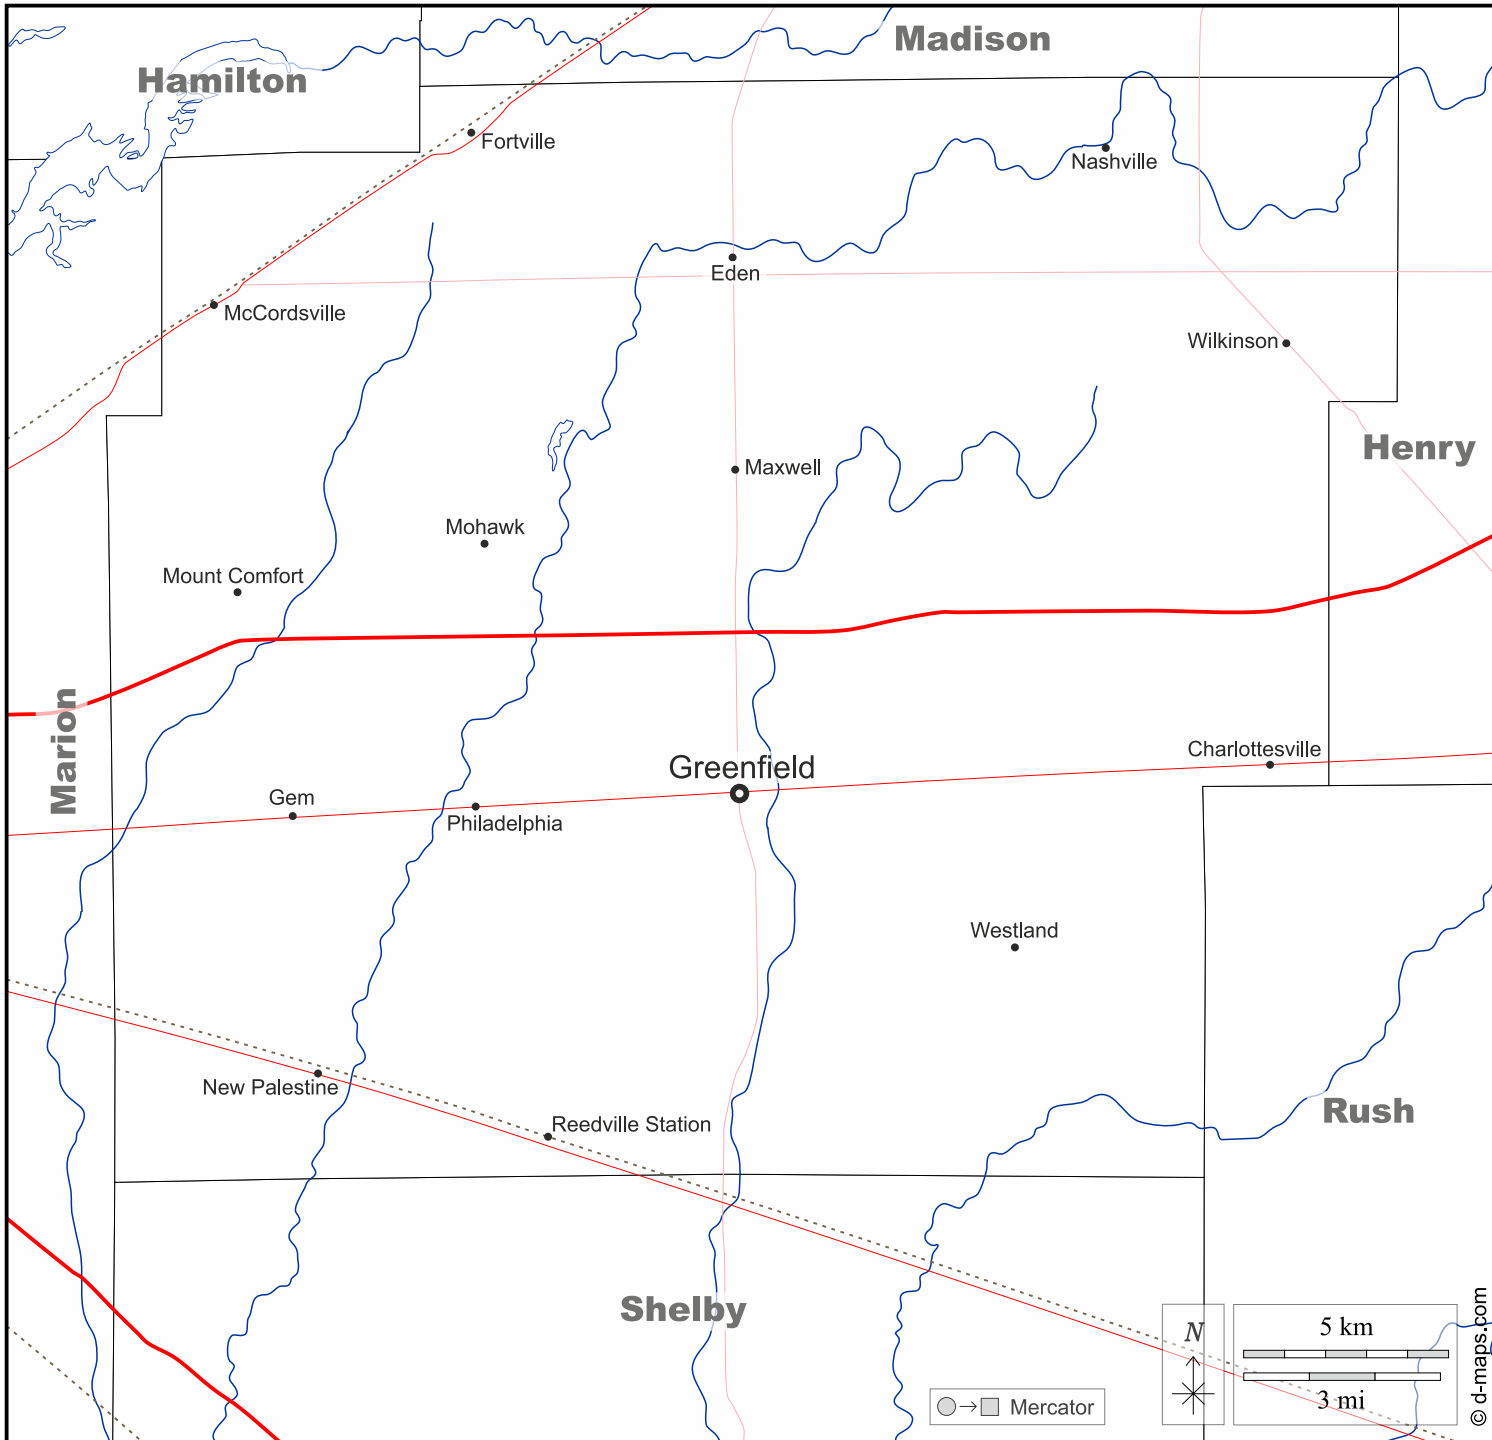 Madison
Hamilton
Fortville
Nashville
Eden
McCordsville
Wilkinson
Henry
Maxwell
Mohawk
Mount Comfort
Marion
Charlottesville
Greenfield
Gem
Philadelphia
Westland
New Palestine
Rush
Reedville Station
Shelby
N
5 km
3 mi
Mercator
© d-maps.com